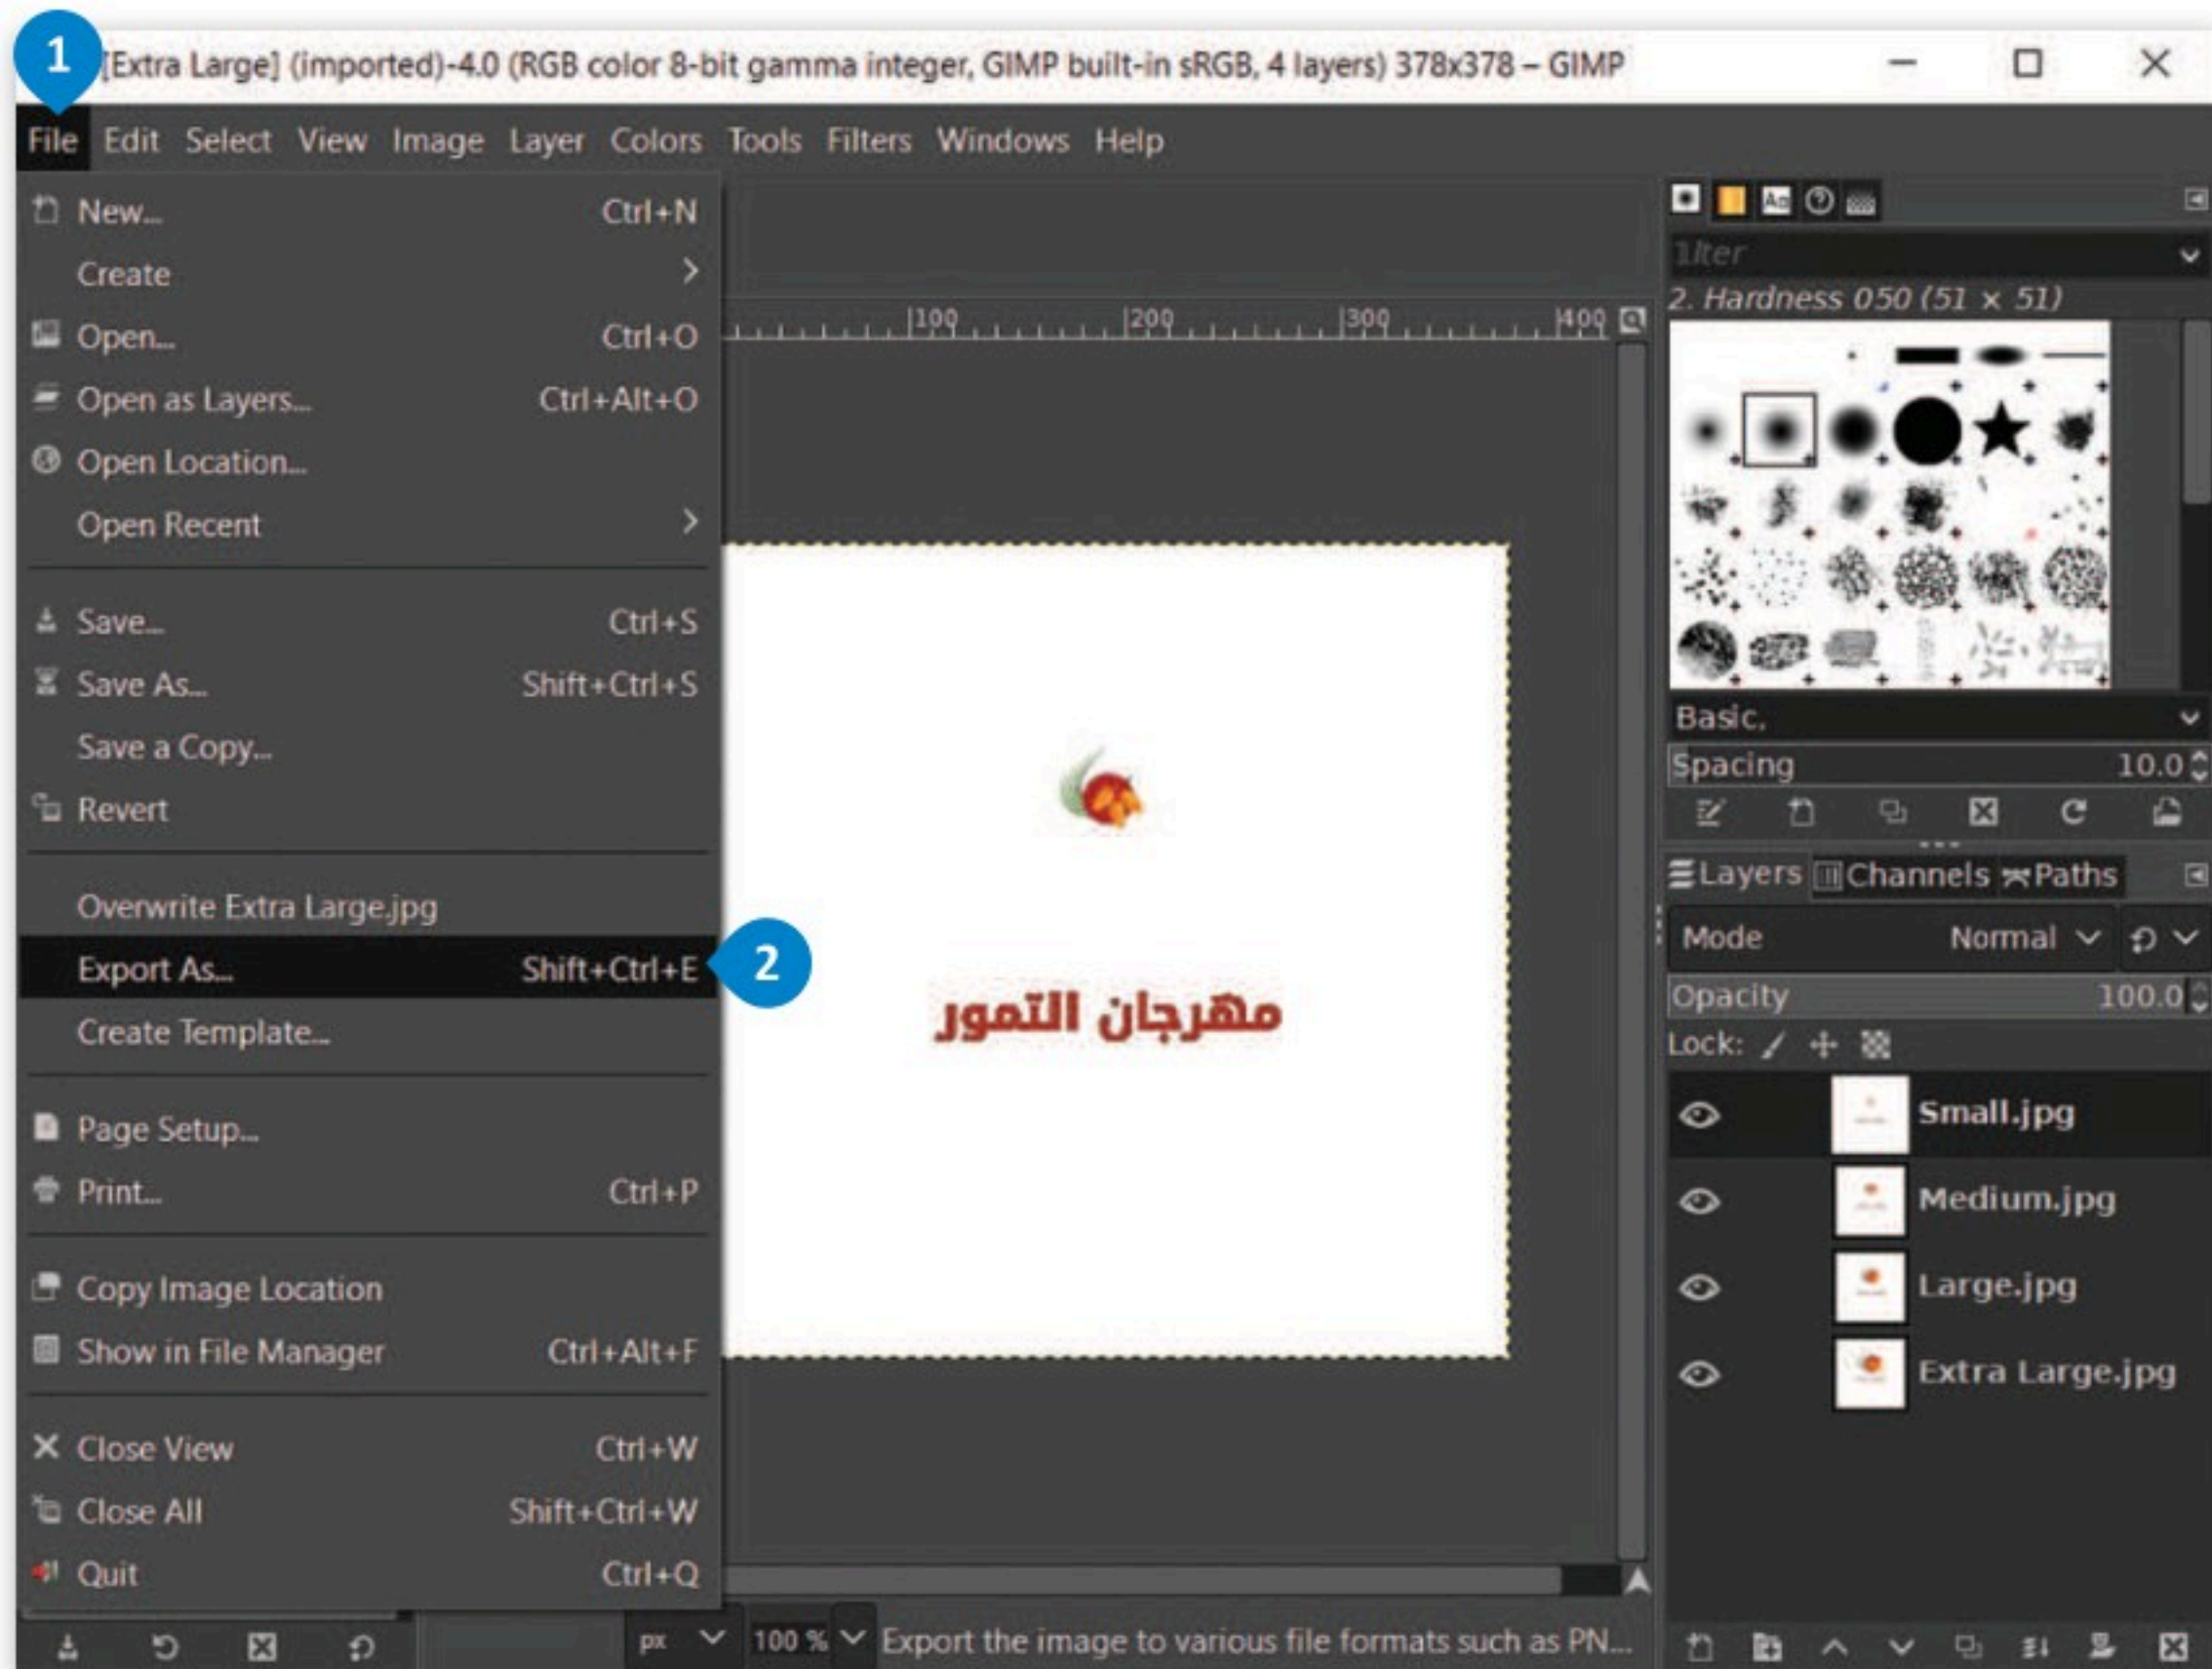 1
[Extra Large] (imported)-4.0 (RGB color 8-bit gamma integer, GIMP built-in sRGB, 4 layers) 378x378 – GIMP
File Edit Select View Image Layer Colors Tools Filters Windows Help
New... Ctrl+N
Create
Open... Ctrl+O
Open as Layers... Ctrl+Alt+O
Open Location...
Open Recent
Save... Ctrl+S
Save As... Shift+Ctrl+S
Save a Copy...
Revert
Overwrite Extra Large.jpg
Export As... Shift+Ctrl+E
2
Create Template...
Page Setup...
Print... Ctrl+P
Copy Image Location
Show in File Manager Ctrl+Alt+F
Close View Ctrl+W
Close All Shift+Ctrl+W
Quit Ctrl+Q
100 200 300 400
مهرجان التمور
px 100 % Export the image to various file formats such as PN...
2. Hardness 050 (51 × 51)
Basic,
Spacing 10.0
Layers Channels Paths
Mode Normal
Opacity 100.0
Lock:
Small.jpg
Medium.jpg
Large.jpg
Extra Large.jpg